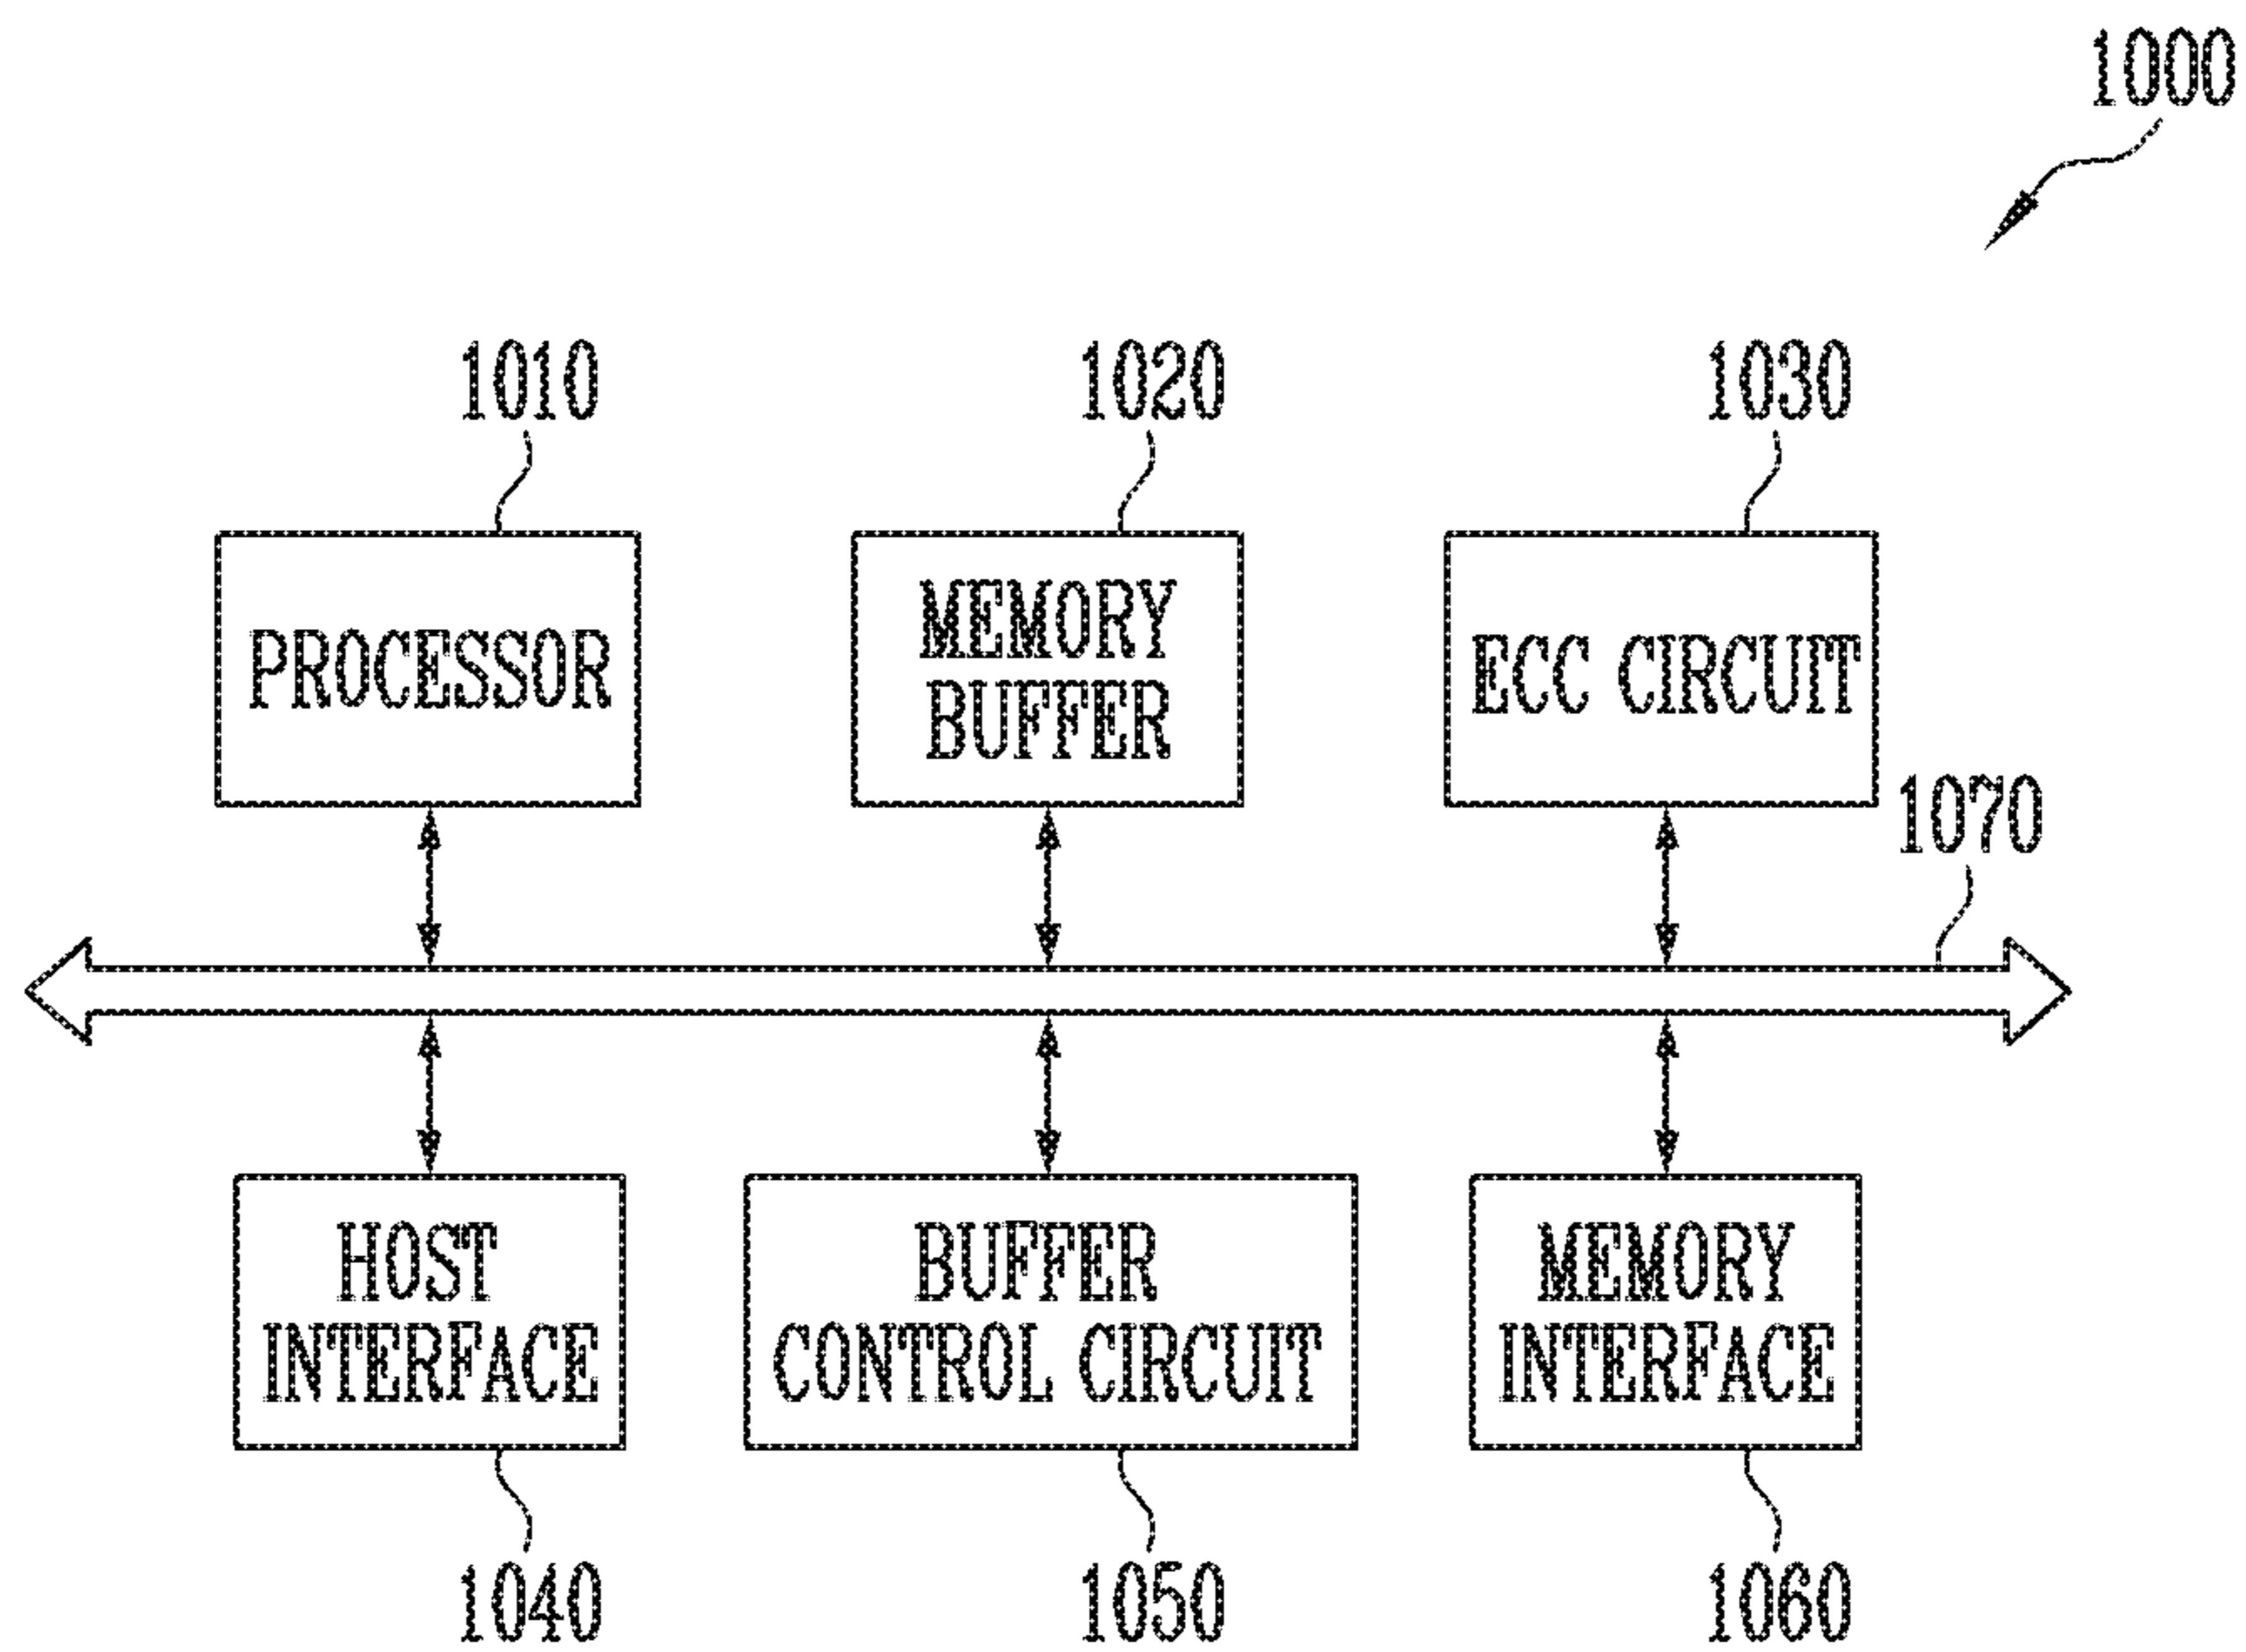 1000
1010
1020
1030
PROCESSOR
MEMORY
BUFFER
ECC CIRCUIT
1070
HOST
INTERFACE
BUFFER
CONTROL CIRCUIT
MEMORY
INTERFACE
1040
1050
1060